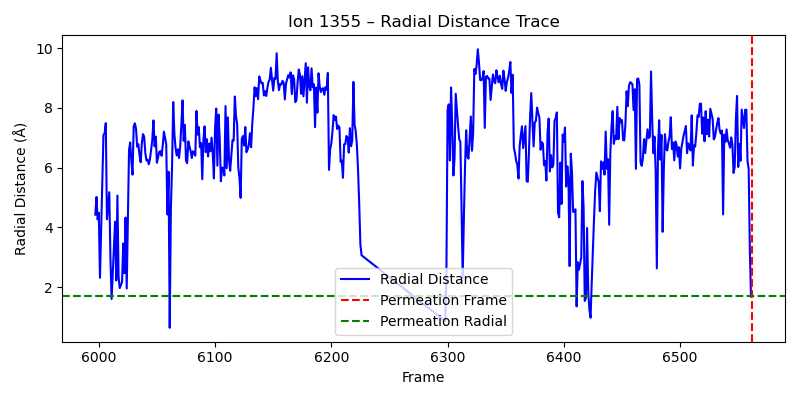 Ion 1355 – Radial Distance Trace
Radial Distance (Å)
10
8
6
4
2
Radial Distance
Permeation Frame
Permeation Radial
6000 6100 6200 6300 6400 6500
Frame